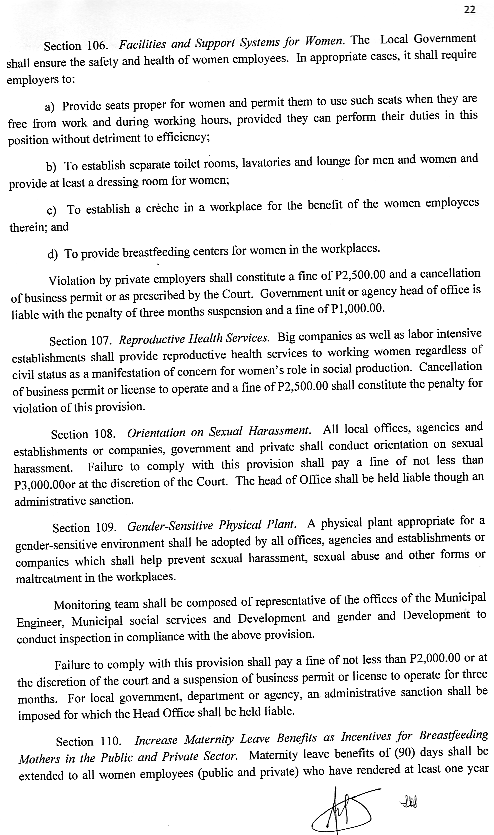 22
Section 106. Facilities and Support Systems for Women. The Local Government
shall ensure the safety and health of women employees. In appropriate cases, it shall require
employers to:
a) Provide seats proper for women and permit them to use such seats when they are
free from work and during working hours, provided they can perform their duties in this
position without detriment to efficiency;
b) To establish separate toilet rooms, lavatories and lounge for men and women and
provide at least a dressing room for women;
c) To establish a crèche in a workplace for the benefit of the women employees
therein; and
d) To provide breastfeeding centers for women in the workplaces.
Violation by private employers shall constitute a fine of P2,500.00 and a cancellation
of business permit or as prescribed by the Court. Government unit or agency head of office is
liable with the penalty of three months suspension and a fine of P1,000.00.
Section 107. Reproductive Health Services. Big companies as well as labor intensive
establishments shall provide reproductive health services to working women regardless of
civil status as a manifestation of concern for women's role in social production. Cancellation
of business permit or license to operate and a fine of P2,500.00 shall constitute the penalty for
violation of this provision.
Section 108. Orientation on Sexual Harassment. All local offices, agencies and
establishments or companies, government and private shall conduct orientation on sexual
harassment. Failure to comply with this provision shall pay a fine of not less than
P3,000.00or at the discretion of the Court. The head of Office shall be held liable though an
administrative sanction.
Section 109. Gender-Sensitive Physical Plant. A physical plant appropriate for a
gender-sensitive environment shall be adopted by all offices, agencies and establishments or
companies which shall help prevent sexual harassment, sexual abuse and other forms or
maltreatment in the workplaces.
Monitoring team shall be composed of representative of the offices of the Municipal
Engineer, Municipal social services and Development and gender and Development to
conduct inspection in compliance with the above provision.
Failure to comply with this provision shall pay a fine of not less than P2,000.00 or at
the discretion of the court and a suspension of business permit or license to operate for three
months. For local government, department or agency, an administrative sanction shall be
imposed for which the Head Office shall be held liable.
Section 110. Increase Maternity Leave Benefits as Incentives for Breastfeeding
Mothers in the Public and Private Sector. Maternity leave benefits of (90) days shall be
extended to all women employees (public and private) who have rendered at least one year